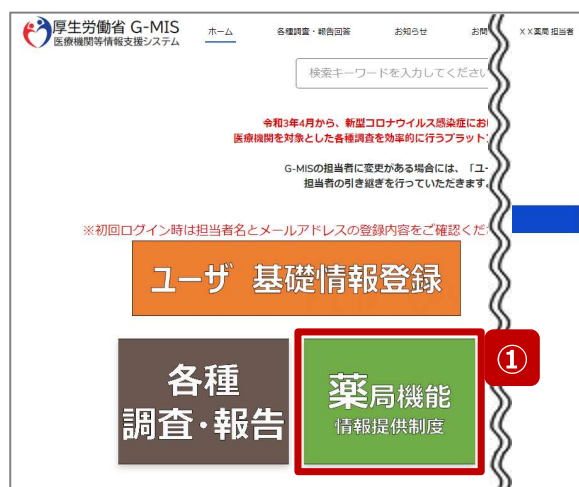 厚生労働省 G-MIS
医療機関等情報支援システム
ホーム 各種調査・報告回答 お知らせ お問 XX薬局 担当者
検索キーワードを入力してください
令和3年4月から、新型コロナウイルス感染症にお
医療機関を対象とした各種調査を効率的に行うプラット
G-MISの担当者に変更がある場合には、「ユー
担当者の引き継ぎを行っていただきます。
※初回ログイン時は担当者名とメールアドレスの登録内容をご確認くだ
ユーザ 基礎情報登録
①
各種
調査・報告
薬局機能
情報提供制度